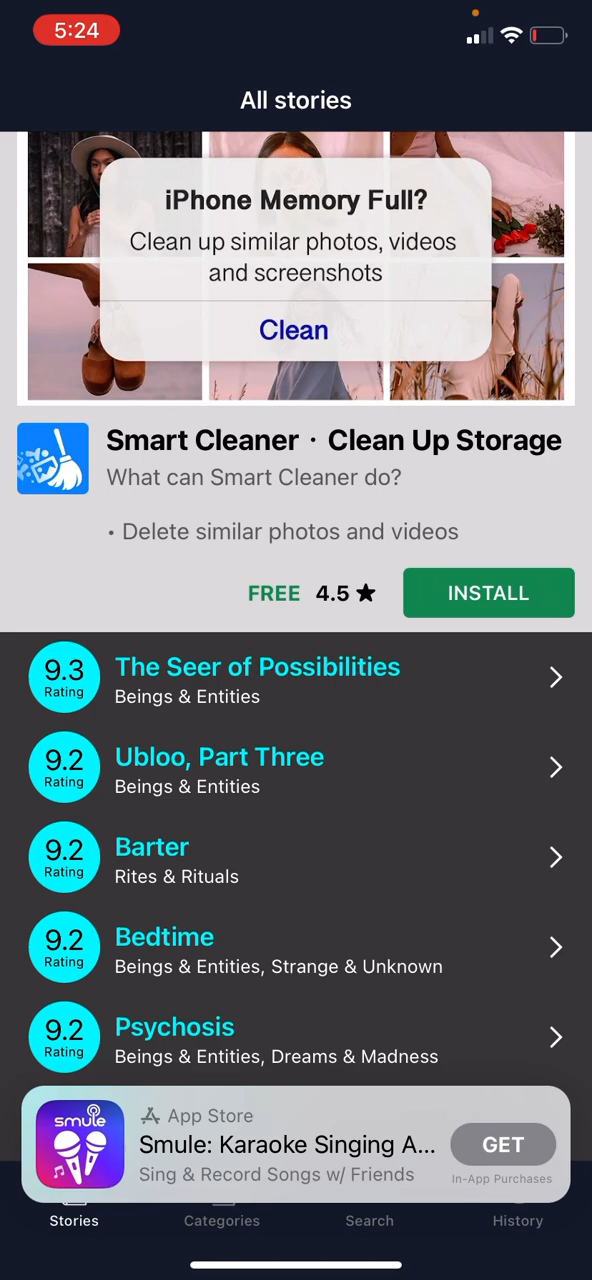 5:24
All stories
iPhone Memory Full?
Clean up similar photos, videos
and screenshots
Clean
Smart Cleaner · Clean Up Storage
What can Smart Cleaner do?
• Delete similar photos and videos
FREE 4.5 ★ INSTALL
9.3
Rating
The Seer of Possibilities
Beings & Entities
9.2
Rating
Ubloo, Part Three
Beings & Entities
9.2
Rating
Barter
Rites & Rituals
9.2
Rating
Bedtime
Beings & Entities, Strange & Unknown
9.2
Rating
Psychosis
Beings & Entities, Dreams & Madness
smule
App Store
Smule: Karaoke Singing A...
Sing & Record Songs w/ Friends
GET
In-App Purchases
Stories Categories Search History